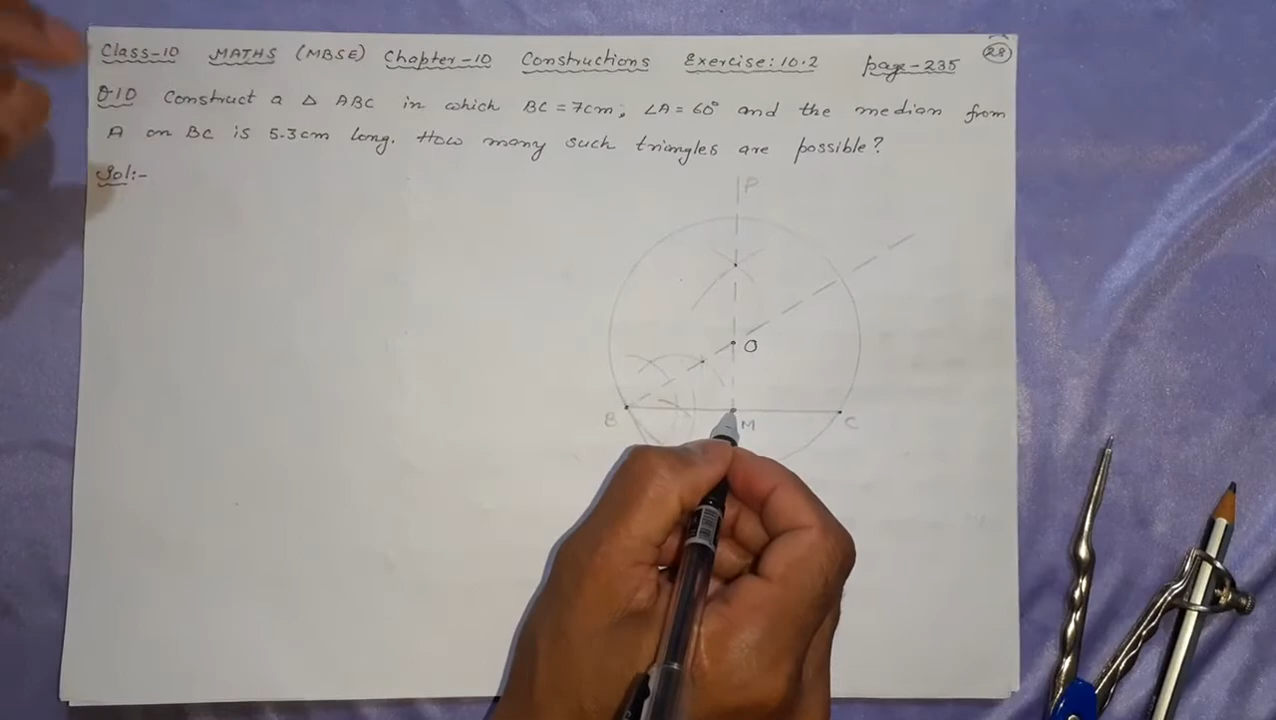 Class-10 MATHS (MBSE) Chapter-10 Constructions Exercise: 10.2 page-235 28
Q10 Construct a △ ABC in which BC = 7cm, ∠A = 60° and the median from
A on BC is 5.3cm long. How many such triangles are possible?
Sol:-
P
O
B M C